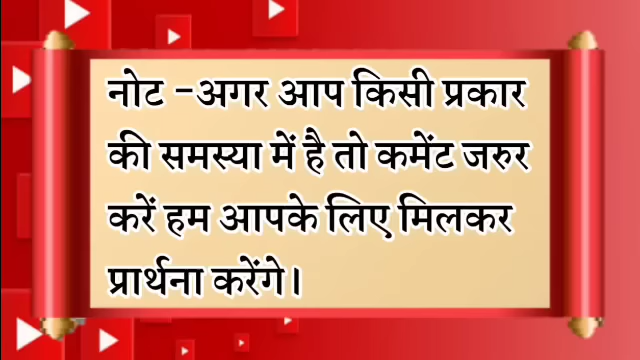 नोट -अगर आप किसी प्रकार
की समस्या में है तो कमेंट जरुर
करें हम आपके लिए मिलकर
प्रार्थना करेंगे।